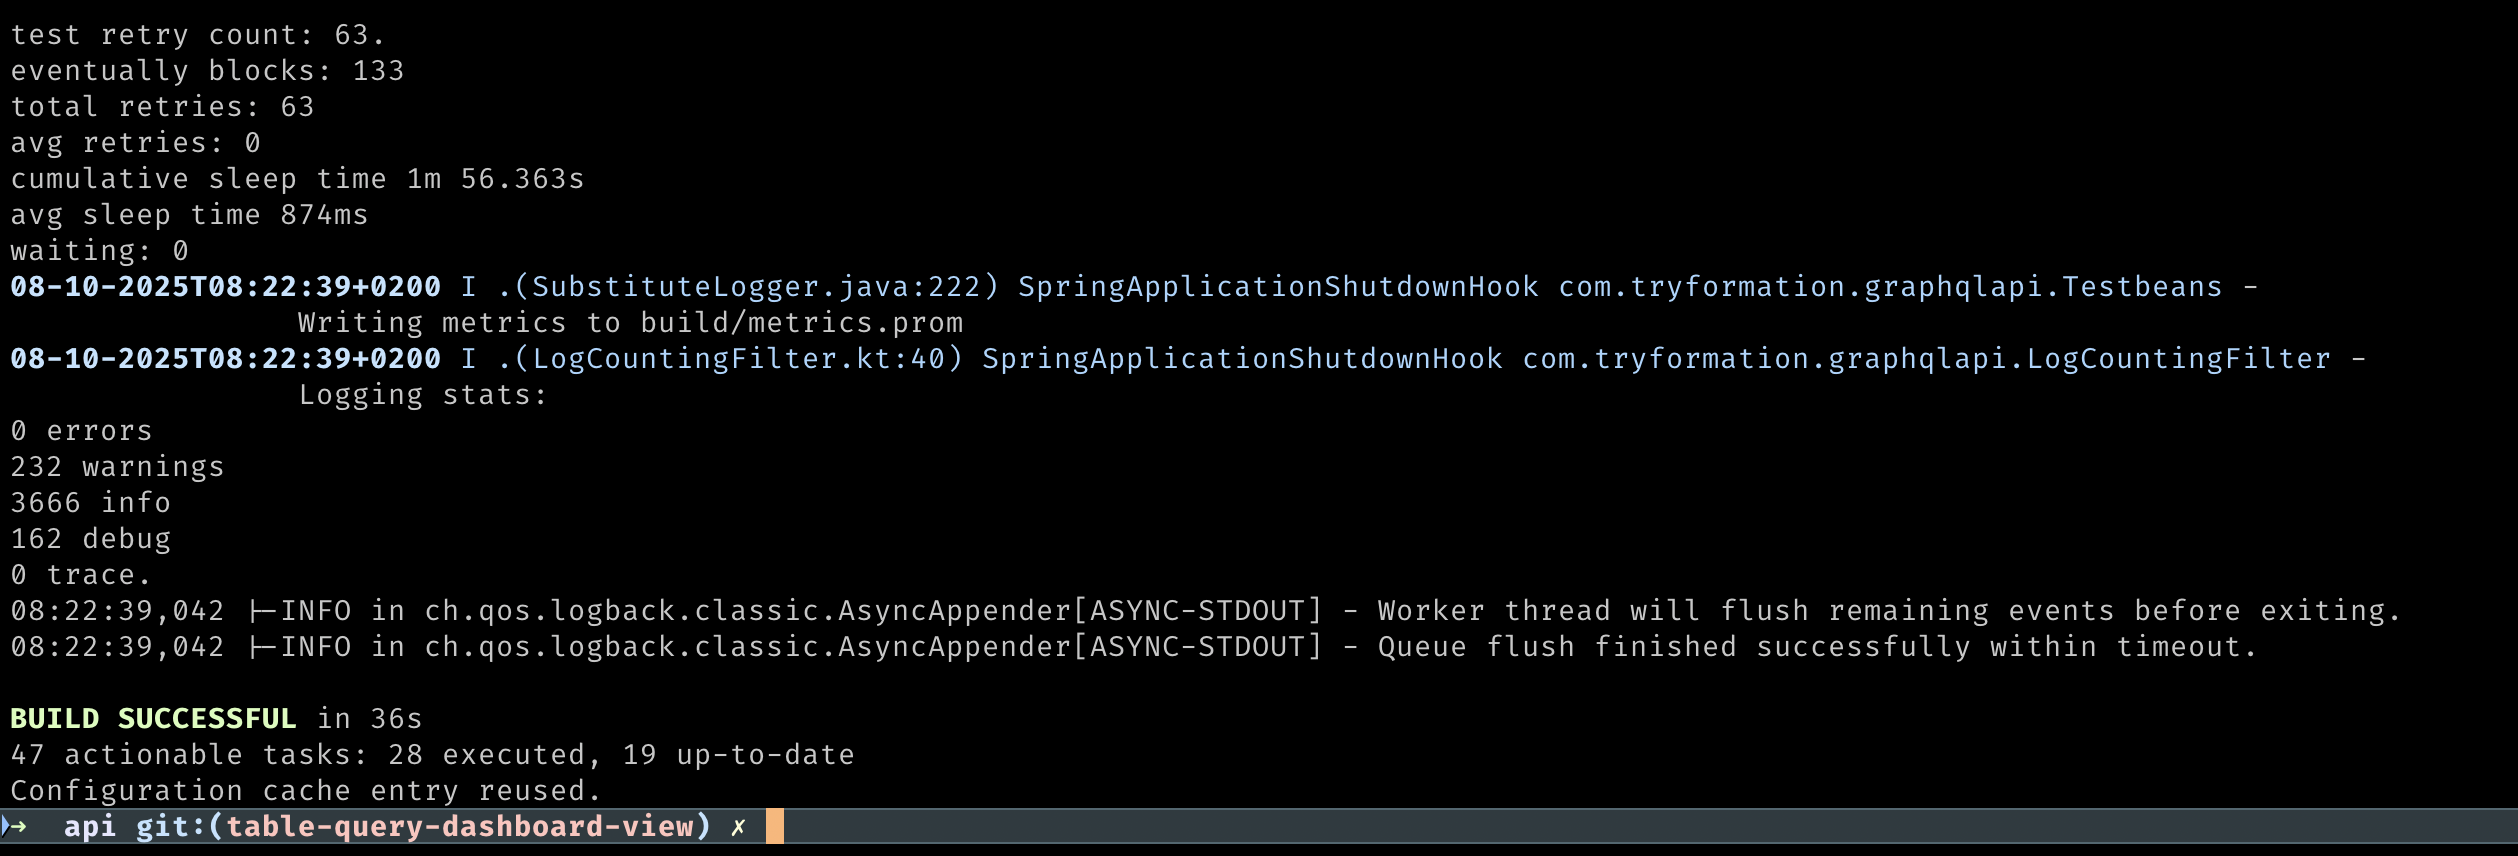 test retry count: 63.
eventually blocks: 133
total retries: 63
avg retries: 0
cumulative sleep time 1m 56.363s
avg sleep time 874ms
waiting: 0
08-10-2025T08:22:39+0200 I .(SubstituteLogger.java:222) SpringApplicationShutdownHook com.tryformation.graphqlapi.Testbeans -
Writing metrics to build/metrics.prom
08-10-2025T08:22:39+0200 I .(LogCountingFilter.kt:40) SpringApplicationShutdownHook com.tryformation.graphqlapi.LogCountingFilter -
Logging stats:
0 errors
232 warnings
3666 info
162 debug
0 trace.
08:22:39,042 |-INFO in ch.qos.logback.classic.AsyncAppender[ASYNC-STDOUT] - Worker thread will flush remaining events before exiting.
08:22:39,042 |-INFO in ch.qos.logback.classic.AsyncAppender[ASYNC-STDOUT] - Queue flush finished successfully within timeout.
BUILD SUCCESSFUL in 36s
47 actionable tasks: 28 executed, 19 up-to-date
Configuration cache entry reused.
→ api git:(table-query-dashboard-view) ✗